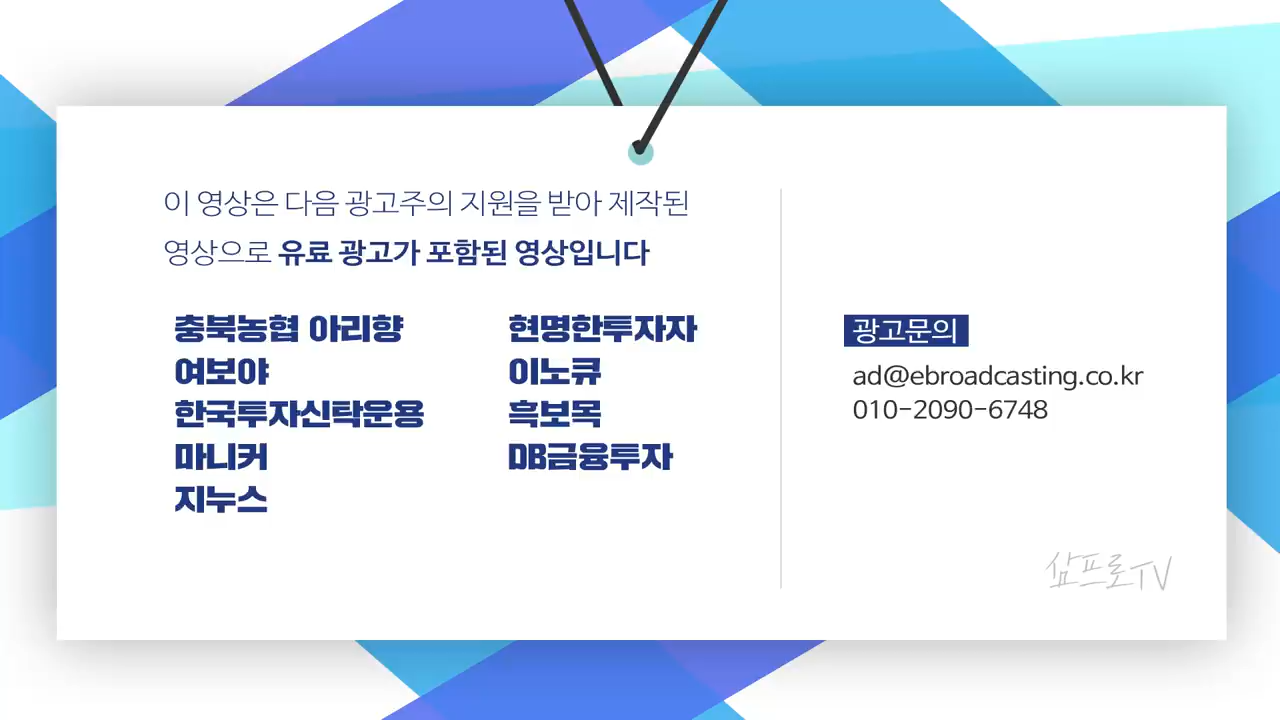 이 영상은 다음 광고주의 지원을 받아 제작된
영상으로 유료 광고가 포함된 영상입니다
충북농협 아리향
여보야
한국투자신탁운용
마니커
지누스
현명한투자자
이노큐
흑보목
DB금융투자
광고문의
ad@ebroadcasting.co.kr
010-2090-6748
삼프로TV